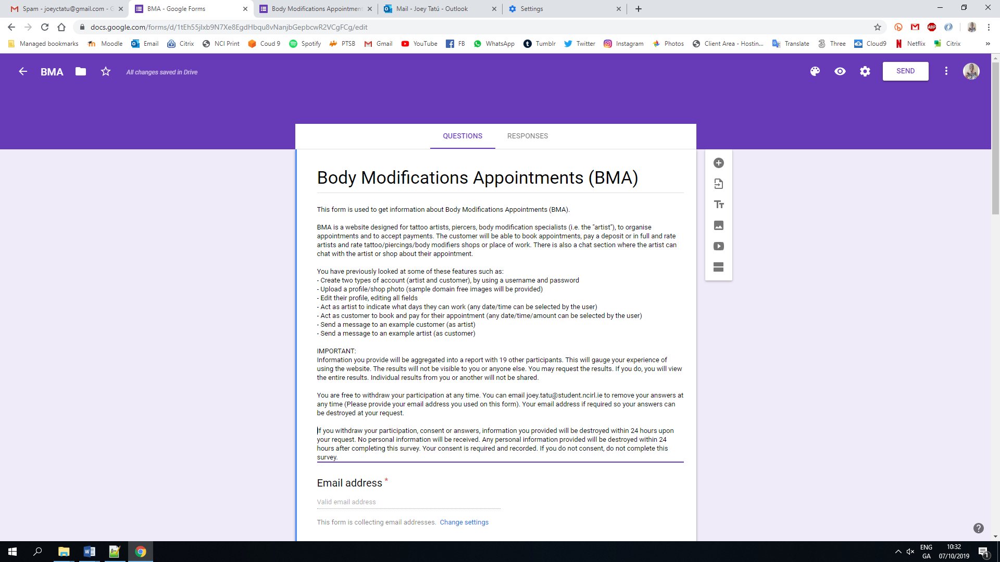 Spam - joeyctatu@gmail.com - G
BMA - Google Forms
Body Modifications Appointment
Mail - Joey Tatú - Outlook
Settings
docs.google.com/forms/d/1tEh55jIxb9N7Xe8EgdHbqu8vNanjbGepbcwR2VCgFCg/edit
ABP
Managed bookmarks
Moodle
Email
Citrix
NCI Print
Coud 9
Spotify
PTSB
Gmail
YouTube
FB
WhatsApp
Tumblr
Twitter
Instagram
Photos
Client Area - Hostin...
Translate
Three
Cloud9
Netflix
Citrix
BMA
All changes saved in Drive
SEND
QUESTIONS
RESPONSES
Body Modifications Appointments (BMA)
This form is used to get information about Body Modifications Appointments (BMA).
BMA is a website designed for tattoo artists, piercers, body modification specialists (i.e. the "artist"), to organise
appointments and to accept payments. The customer will be able to book appointments, pay a deposit or in full and rate
artists and rate tattoo/piercings/body modifiers shops or place of work. There is also a chat section where the artist can
chat with the artist or shop about their appointment.
You have previously looked at some of these features such as:
- Create two types of account (artist and customer), by using a username and password
- Upload a profile/shop photo (sample domain free images will be provided)
- Edit their profile, editing all fields
- Act as artist to indicate what days they can work (any date/time can be selected by the user)
- Act as customer to book and pay for their appointment (any date/time/amount can be selected by the user)
- Send a message to an example customer (as artist)
- Send a message to an example artist (as customer)
IMPORTANT:
Information you provide will be aggregated into a report with 19 other participants. This will gauge your experience of
using the website. The results will not be visible to you or anyone else. You may request the results. If you do, you will view
the entire results. Individual results from you or another will not be shared.
You are free to withdraw your participation at any time. You can email joey.tatu@student.ncirl.ie to remove your answers at
any time (Please provide your email address you used on this form). Your email address if required so your answers can
be destroyed at your request.
If you withdraw your participation, consent or answers, information you provided will be destroyed within 24 hours upon
your request. No personal information will be received. Any personal information provided will be destroyed within 24
hours after completing this survey. Your consent is required and recorded. If you do not consent, do not complete this
survey.
Email address *
Valid email address
This form is collecting email addresses. Change settings
ENG
GA
10:32
07/10/2019
1